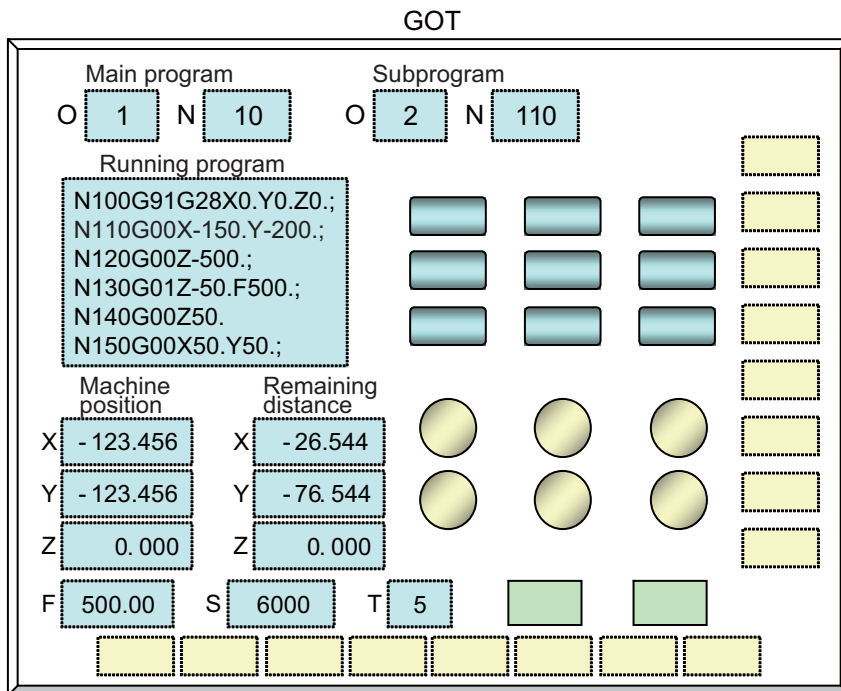 GOT
Main program
Subprogram
O 1 N 10 O 2 N 110
Running program
N100G91G28X0.Y0.Z0.;
N110G00X-150.Y-200.;
N120G00Z-500.;
N130G01Z-50.F500.;
N140G00Z50.
N150G00X50.Y50.;
Machine position
Remaining distance
X -123.456 X -26.544
Y -123.456 Y -76.544
Z 0.000 Z 0.000
F 500.00 S 6000 T 5